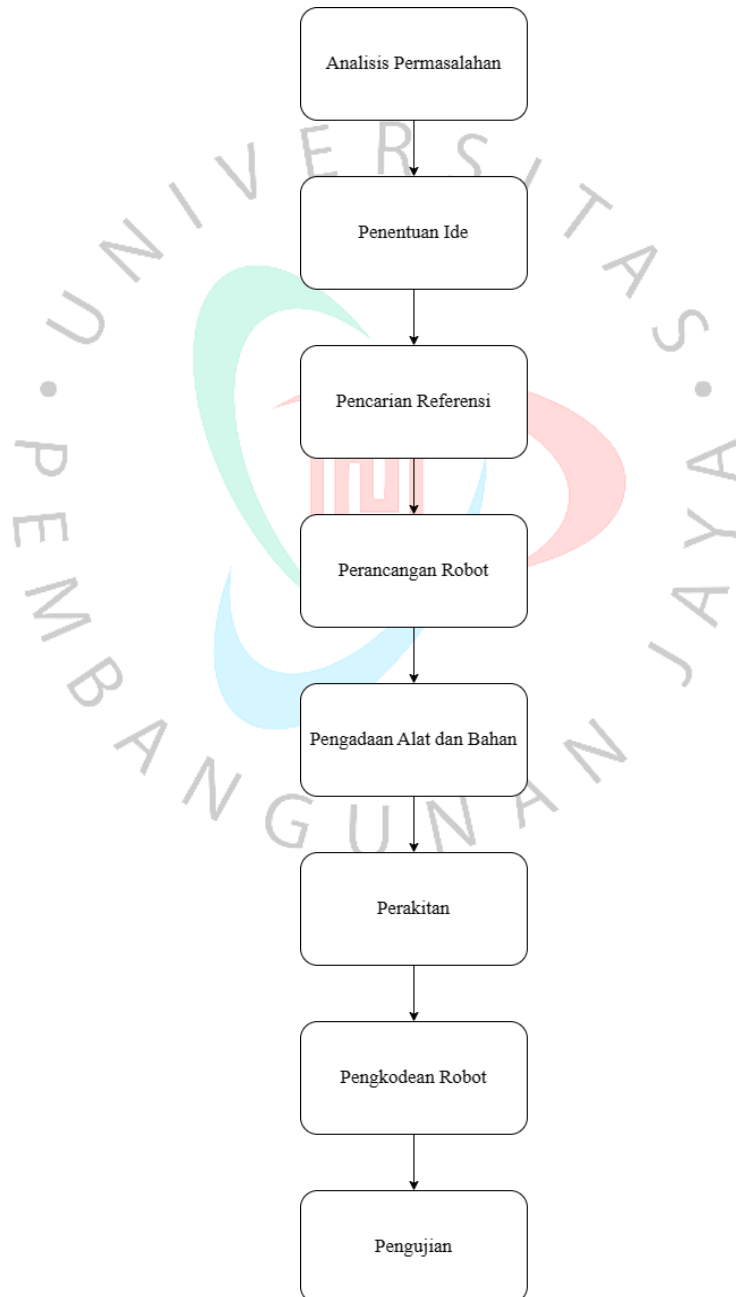 Analisis Permasalahan
Penentuan Ide
Pencarian Referensi
Perancangan Robot
Pengadaan Alat dan Bahan
Perakitan
Pengkodean Robot
Pengujian
UNIVERSITAS
PEMBANGUNAN JAYA